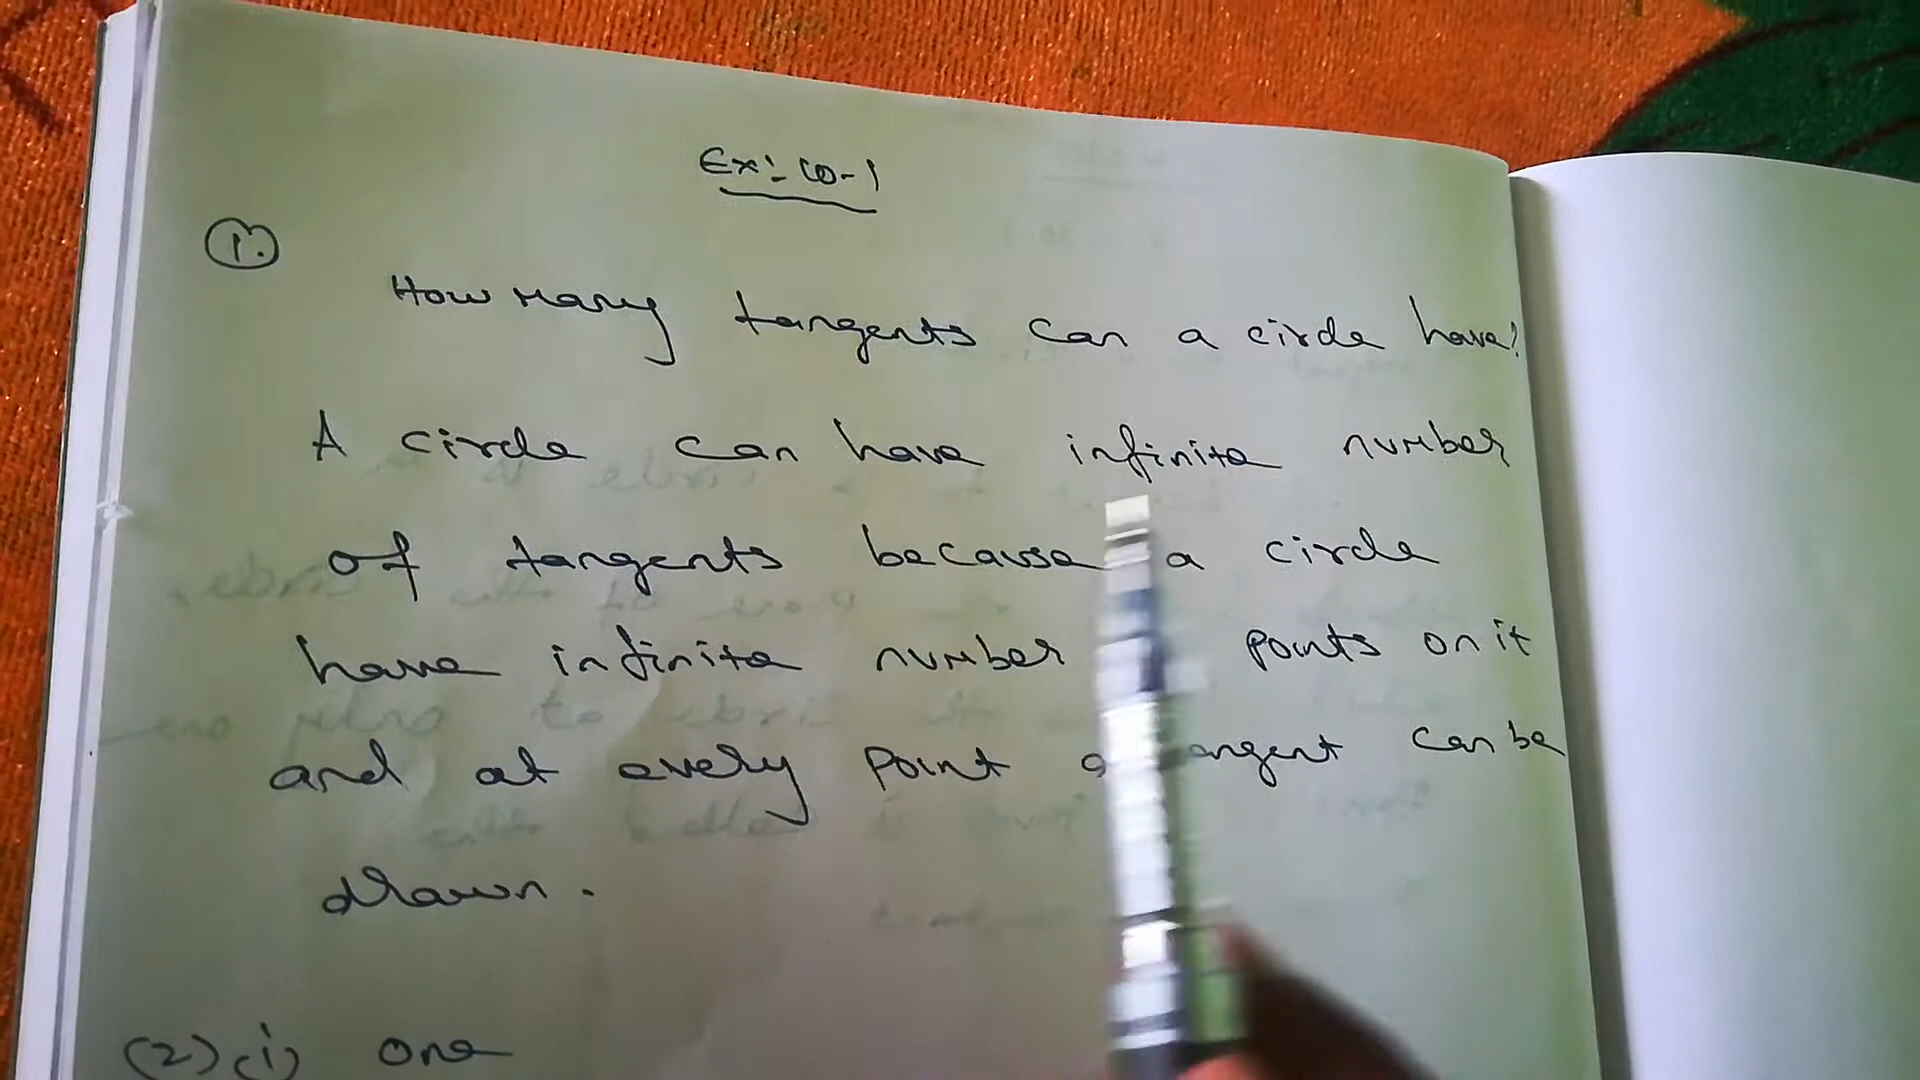 Ex:- 10-1
1.
How many tangents can a circle have?
A circle can have infinite number
of tangents because a circle
have infinite number points on it
and at every point a tangent can be
drawn.
(2) (i) one